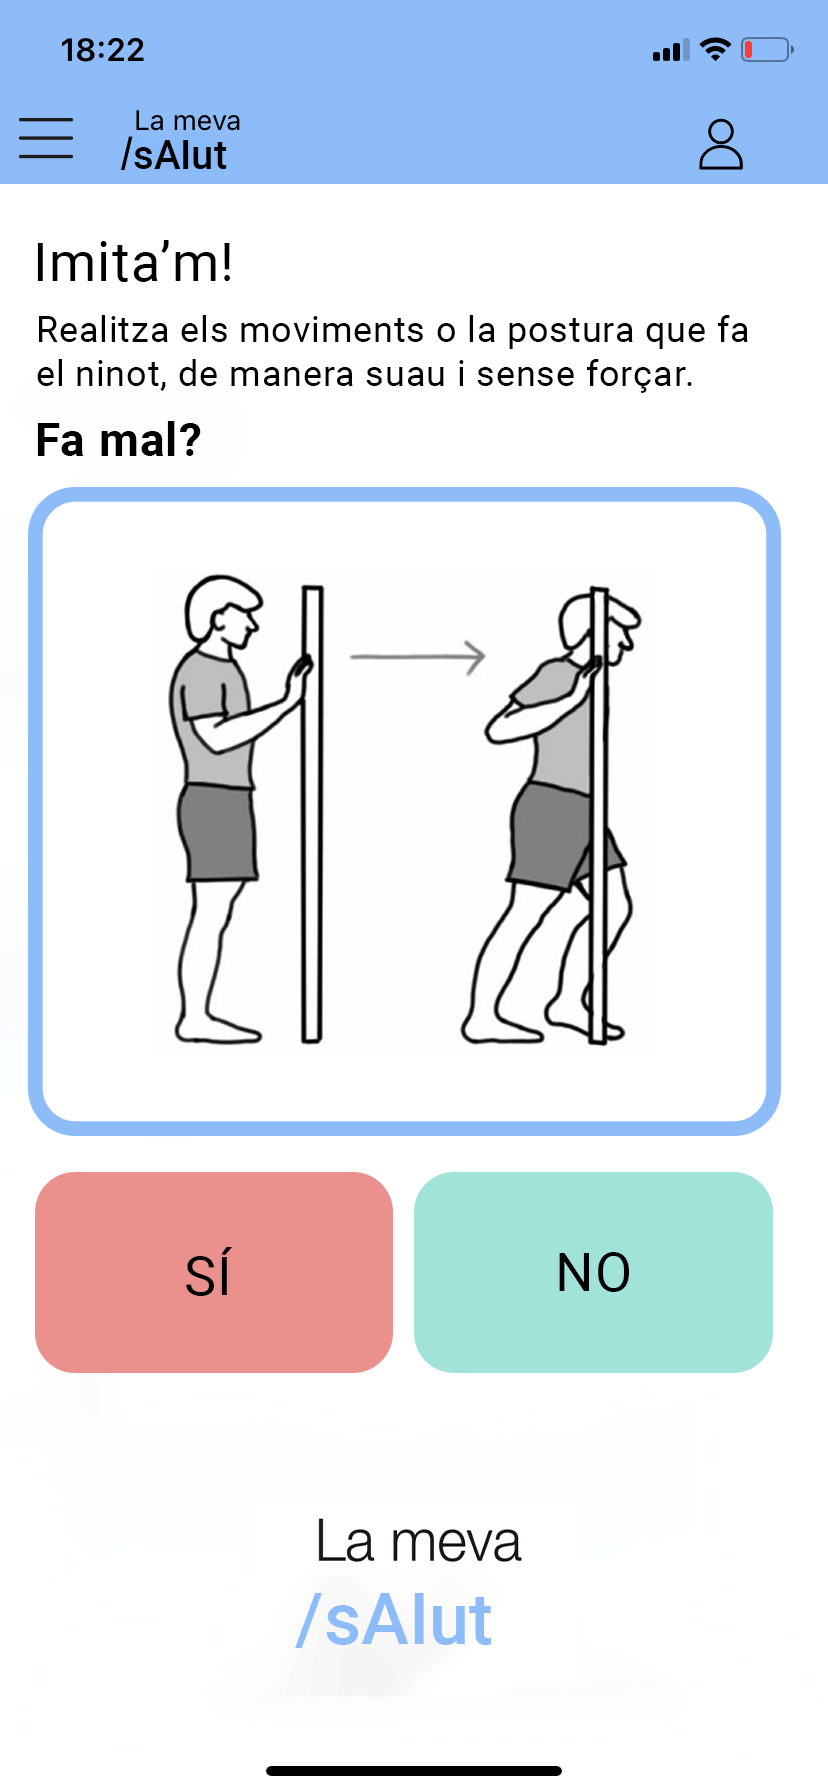 18:22
La meva
/sAlut
Imita’m!
Realitza els moviments o la postura que fa
el ninot, de manera suau i sense forçar.
Fa mal?
SÍ
NO
La meva
/sAlut